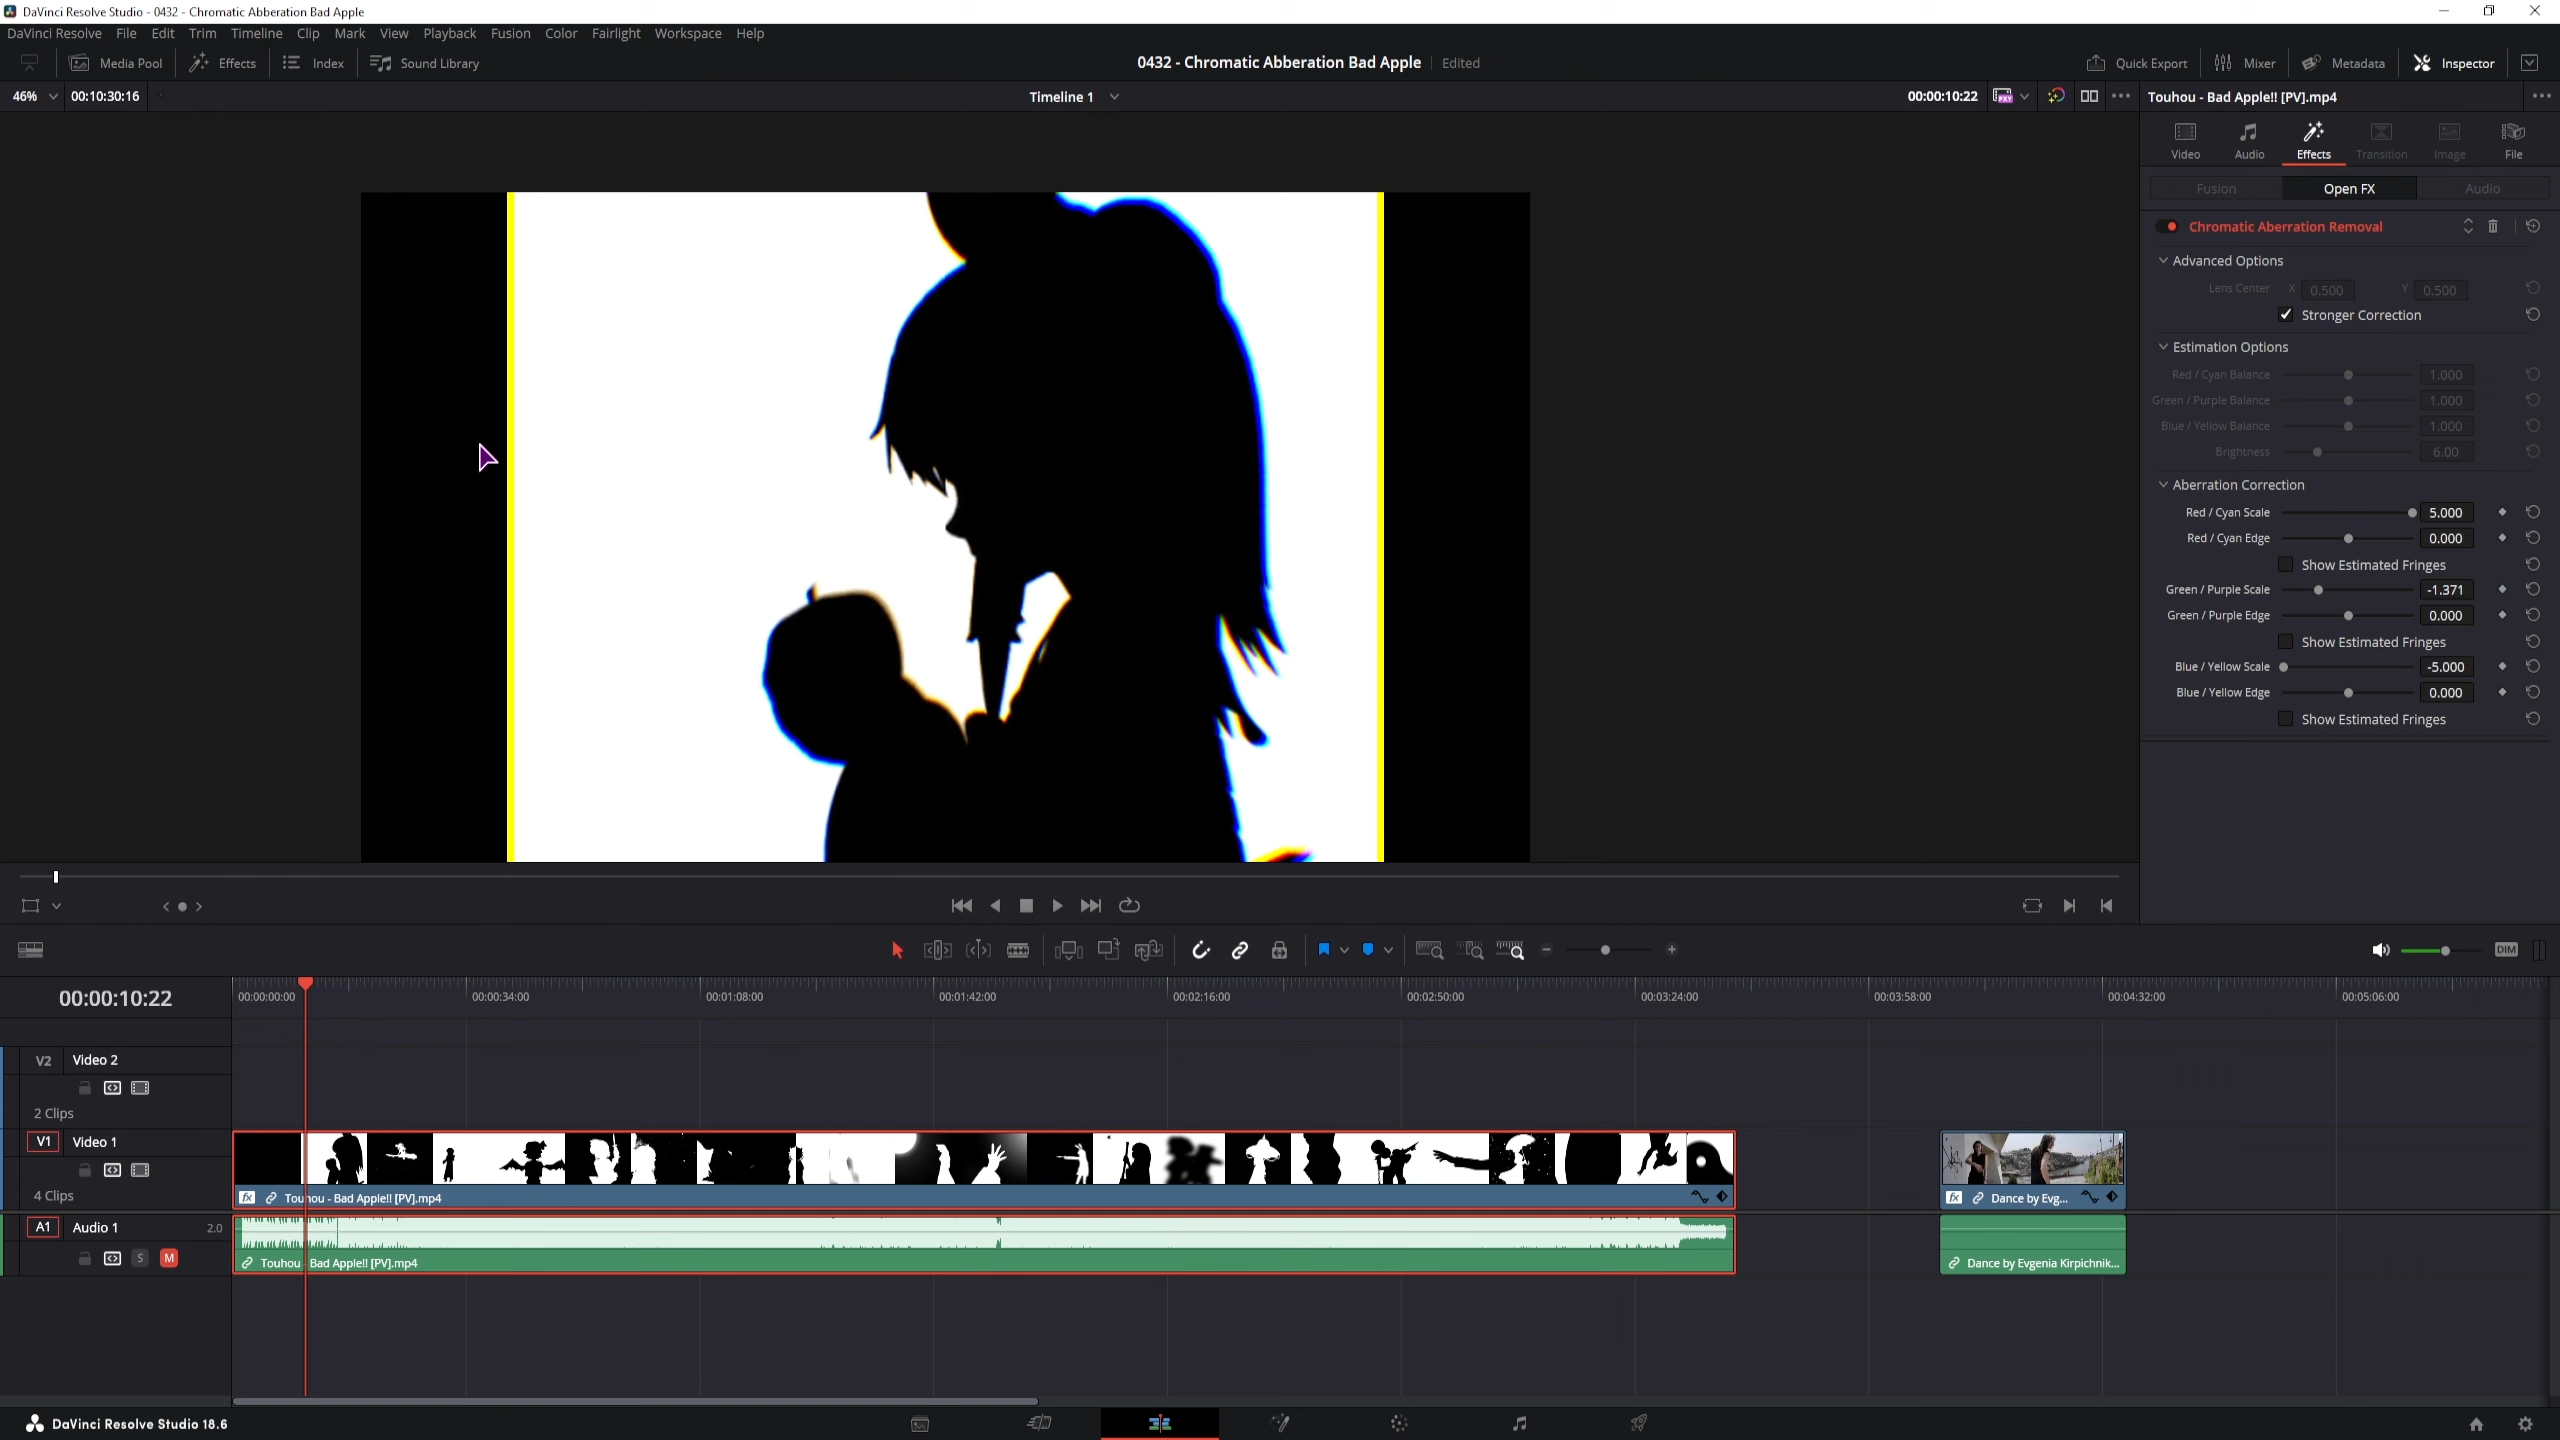 DaVinci Resolve Studio - 0432 - Chromatic Abberation Bad Apple
DaVinci Resolve File Edit Trim Timeline Clip Mark View Playback Fusion Color Fairlight Workspace Help
Media Pool Effects Index Sound Library 0432 - Chromatic Abberation Bad Apple Edited Quick Export Mixer Metadata Inspector
46% 00:10:30:16 Timeline 1 00:00:10:22 PXY Touhou - Bad Apple!! [PV].mp4
Video Audio Effects Transition Image File
Fusion Open FX Audio
Chromatic Aberration Removal
Advanced Options
Lens Center X 0.500 Y 0.500
Stronger Correction
Estimation Options
Red / Cyan Balance 1.000
Green / Purple Balance 1.000
Blue / Yellow Balance 1.000
Brightness 6.00
Aberration Correction
Red / Cyan Scale 5.000
Red / Cyan Edge 0.000
Show Estimated Fringes
Green / Purple Scale -1.371
Green / Purple Edge 0.000
Show Estimated Fringes
Blue / Yellow Scale -5.000
Blue / Yellow Edge 0.000
Show Estimated Fringes
DIM
00:00:10:22 00:00:00:00 00:00:34:00 00:01:08:00 00:01:42:00 00:02:16:00 00:02:50:00 00:03:24:00 00:03:58:00 00:04:32:00 00:05:06:00
V2 Video 2
2 Clips
V1 Video 1
4 Clips
fx Touhou - Bad Apple!! [PV].mp4 fx Dance by Evg...
A1 Audio 1 2.0
S M
Touhou - Bad Apple!! [PV].mp4 Dance by Evgenia Kirpichnik...
DaVinci Resolve Studio 18.6